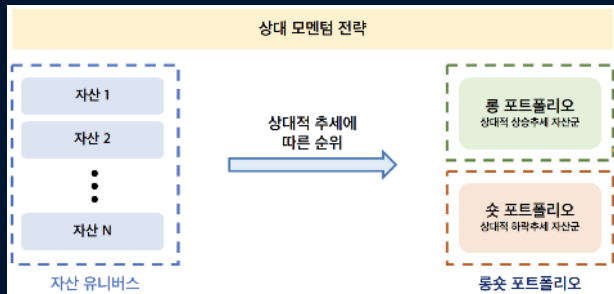 상대 모멘텀 전략
자산 1
자산 2
자산 N
자산 유니버스
상대적 추세에
따른 순위
롱 포트폴리오
상대적 상승추세 자산군
숏 포트폴리오
상대적 하락추세 자산군
롱숏 포트폴리오